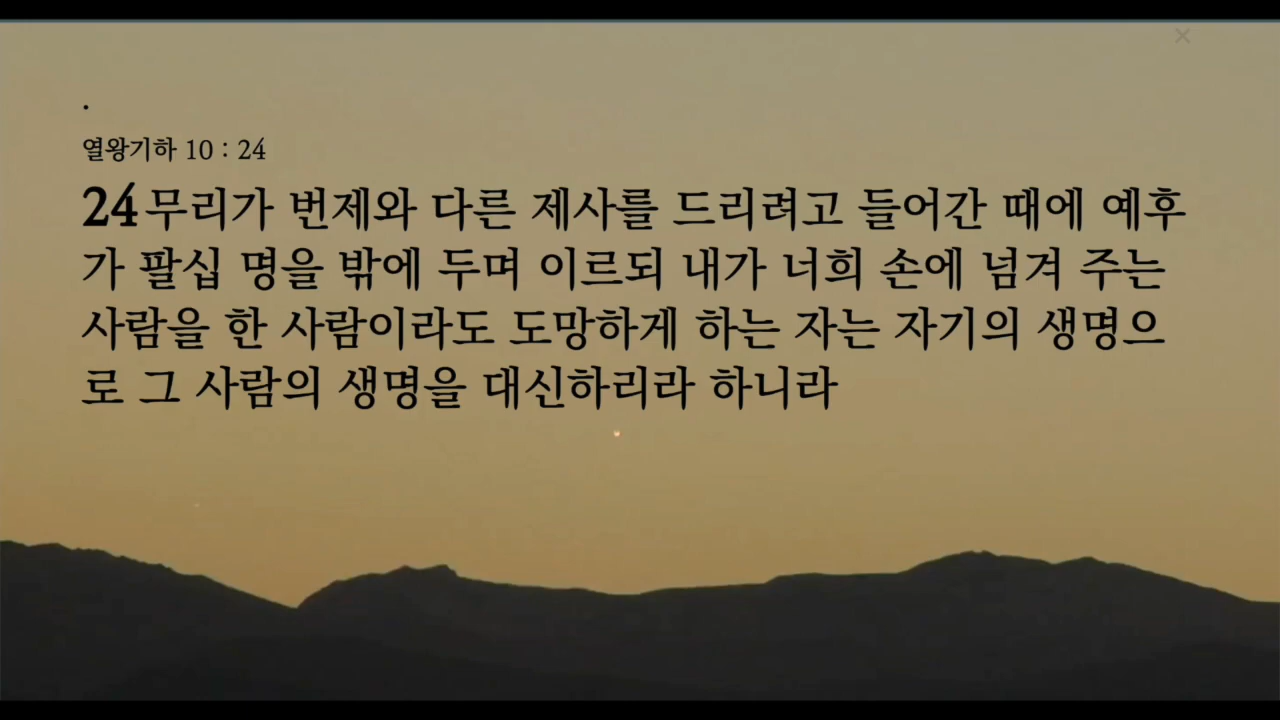 .
열왕기하 10 : 24
24무리가 번제와 다른 제사를 드리려고 들어간 때에 예후
가 팔십 명을 밖에 두며 이르되 내가 너희 손에 넘겨 주는
사람을 한 사람이라도 도망하게 하는 자는 자기의 생명으
로 그 사람의 생명을 대신하리라 하니라